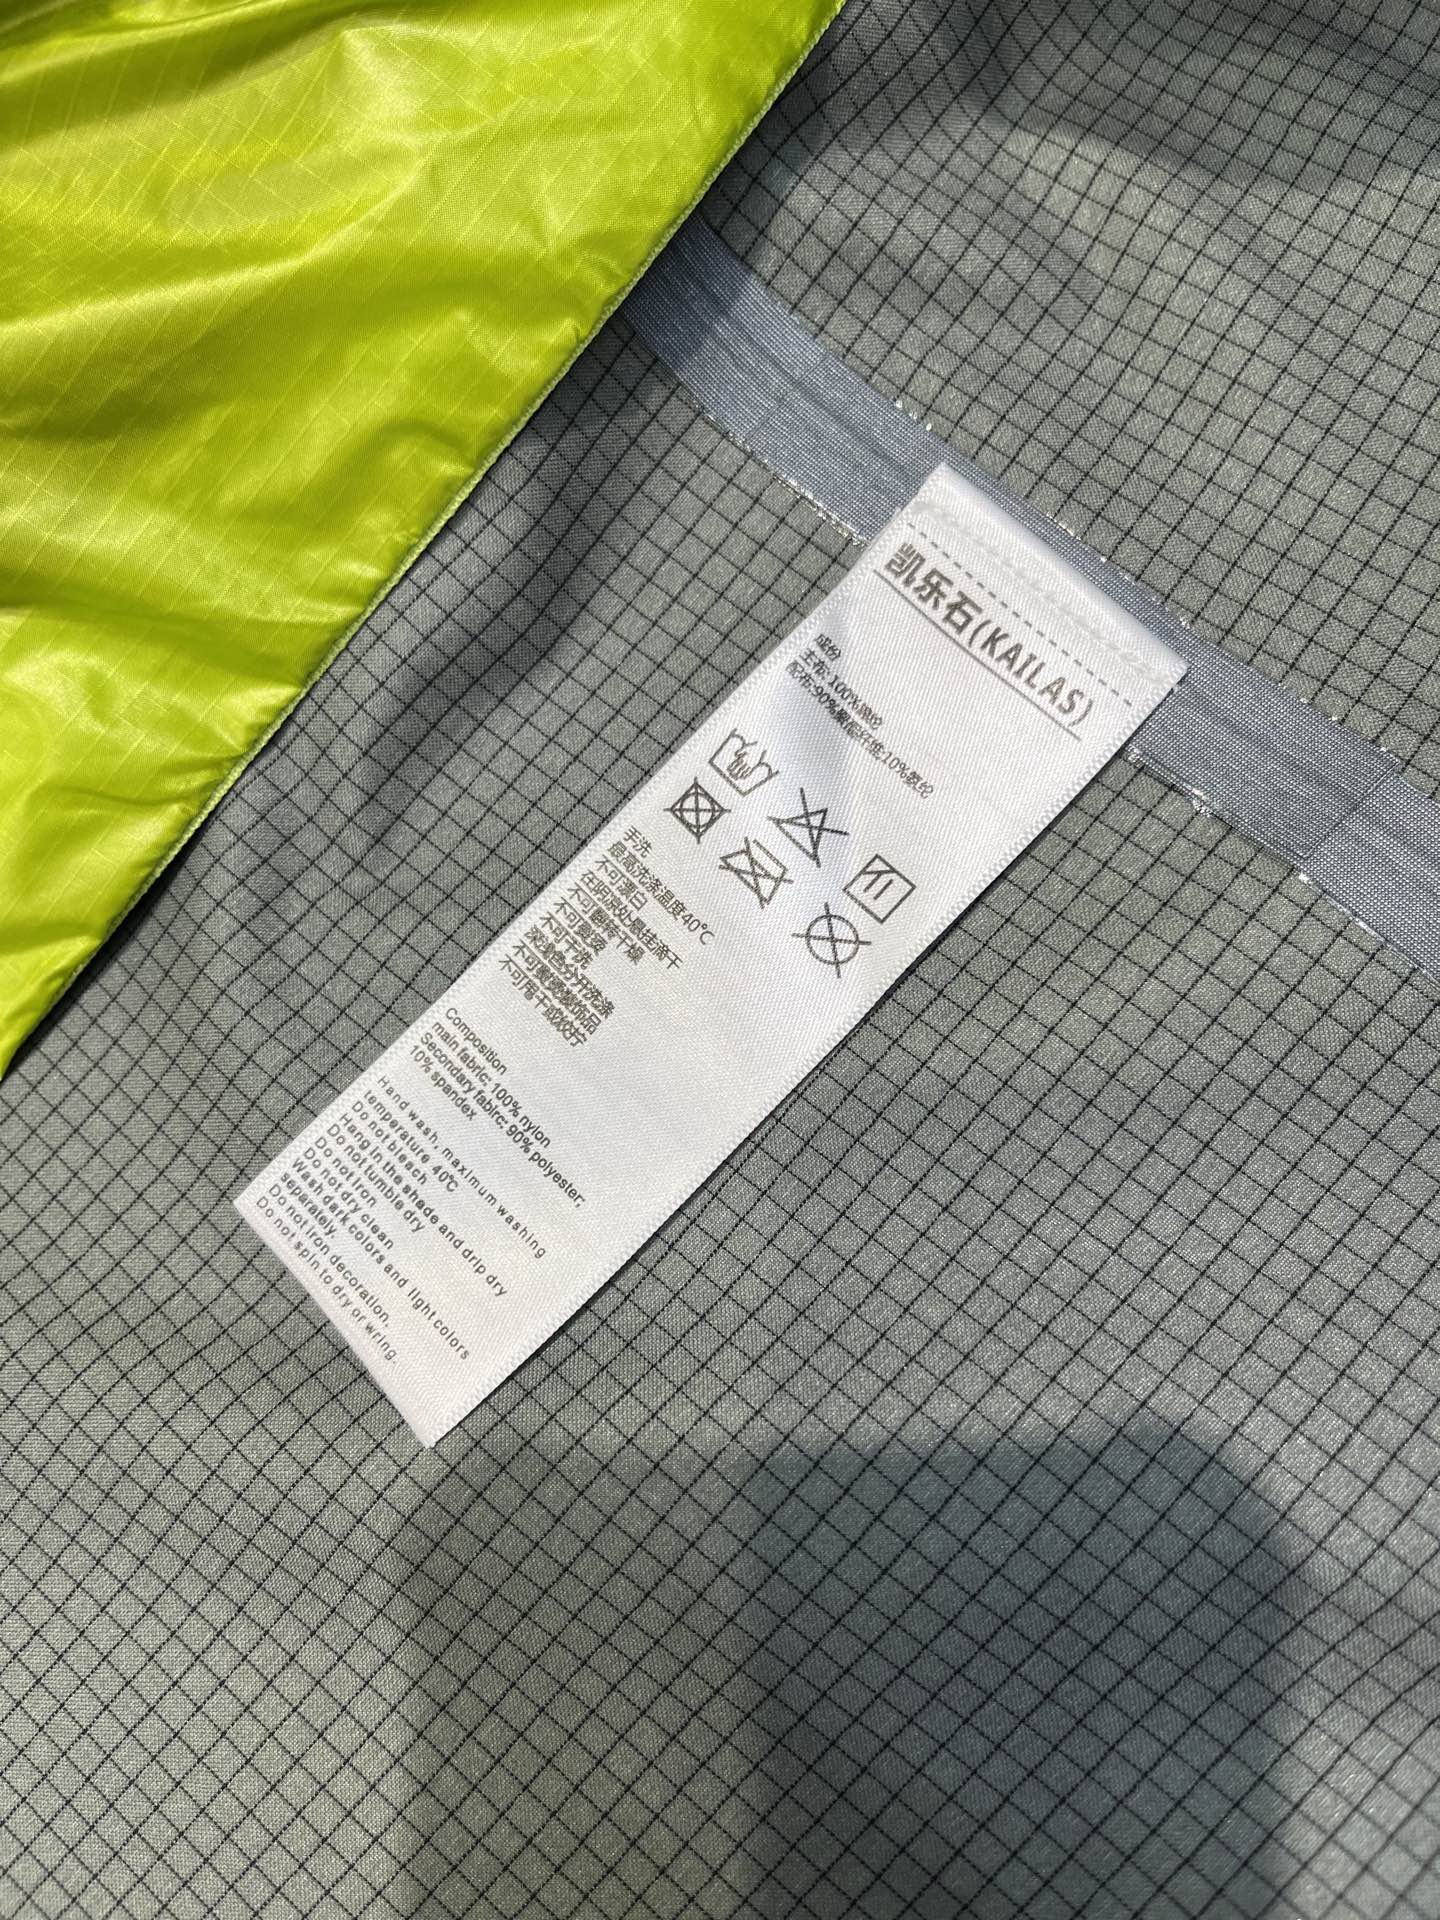 凯乐石(KAILAS)
成份
主布:100%锦纶
配布:90%聚酯纤维;10%氨纶
手洗
最高洗涤温度40℃
不可漂白
在阴凉处悬挂滴干
不可翻转干燥
不可熨烫
不可干洗
深浅色分开洗涤
不可熨烫装饰品
不可甩干或绞拧
Composition
main fabric: 100% nylon
Secondary fabirc: 90% polyester;
10% spandex
Hand wash, maximum washing
temperature 40℃
Do not bleach
Hang in the shade and drip dry
Do not tumble dry
Do not iron
Do not dry clean
Wash dark colors and light colors
separately.
Do not iron decoration.
Do not spin to dry or wring.